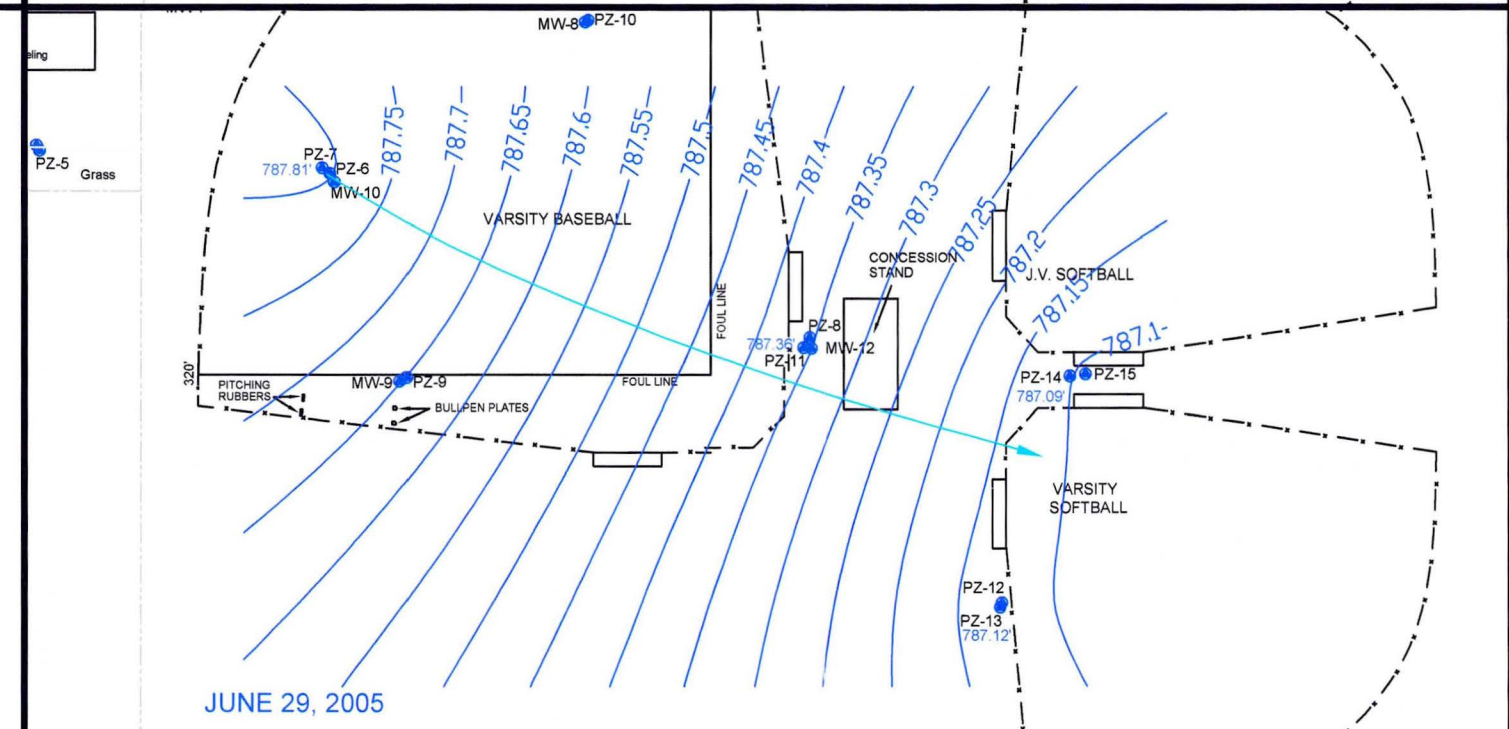 MW-8
PZ-10
eling
PZ-5
Grass
787.75
787.7
787.65
787.6
787.55
787.5
787.45
787.4
787.35
787.3
787.25
787.2
787.15
787.1
PZ-7
787.81'
PZ-6
MW-10
VARSITY BASEBALL
CONCESSION
STAND
J.V. SOFTBALL
FOUL LINE
PZ-8
787.36'
MW-12
PZ-11
320'
PITCHING
RUBBERS
MW-9
PZ-9
FOUL LINE
BULLPEN PLATES
PZ-14
PZ-15
787.09'
VARSITY
SOFTBALL
PZ-12
PZ-13
787.12'
JUNE 29, 2005